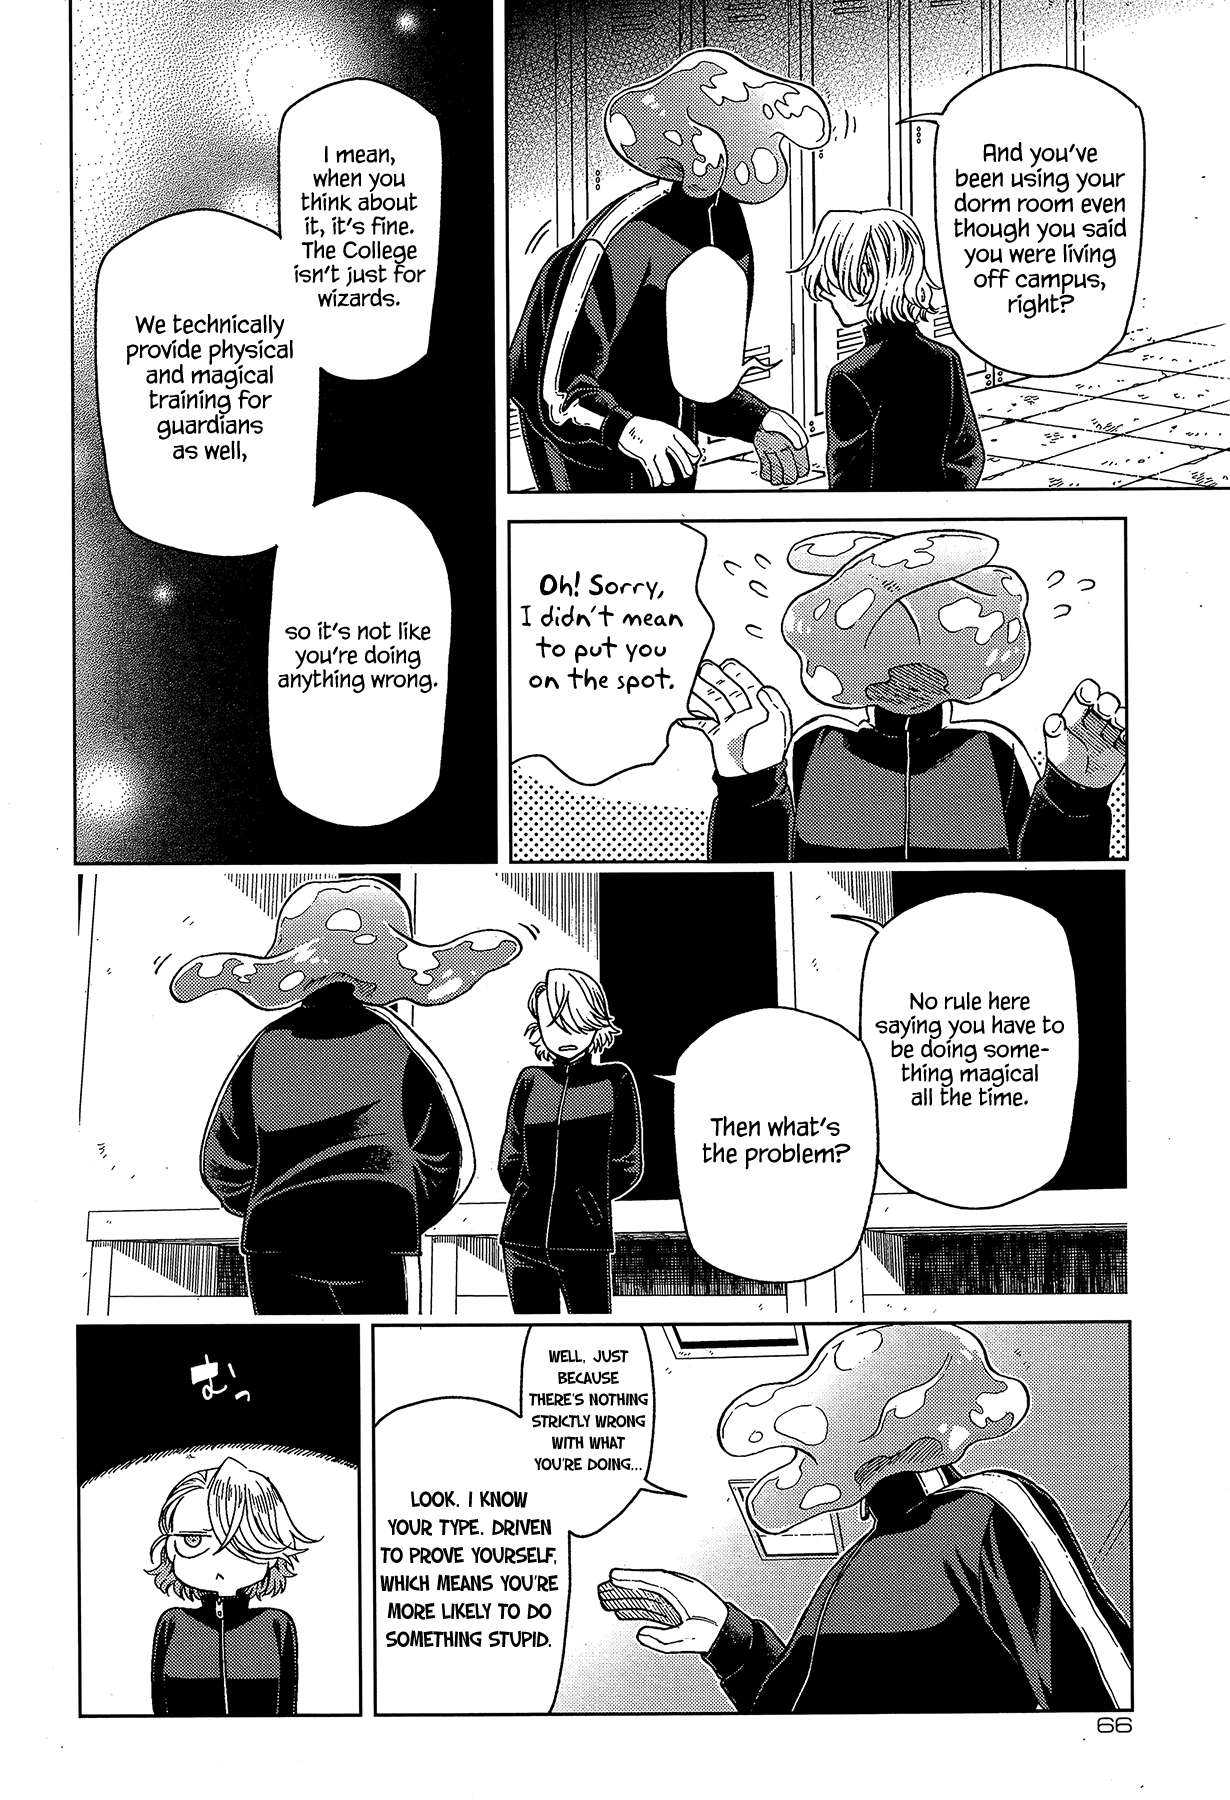 And you've
been using your
dorm room even
though you said
you were living
off campus,
right?
Oh! Sorry,
I didn't mean
to put you
on the spot.
I mean,
when you
think about
it, it's fine.
The College
isn't just for
wizards.
We technically
provide physical
and magical
training for
guardians
as well,
so it's not like
you're doing
anything wrong.
No rule here
saying you have to
be doing some-
thing magical
all the time.
Then what's
the problem?
WELL, JUST
BECAUSE
THERE'S NOTHING
STRICTLY WRONG
WITH WHAT
YOU'RE DOING...
LOOK. I KNOW
YOUR TYPE. DRIVEN
TO PROVE YOURSELF,
WHICH MEANS YOU'RE
MORE LIKELY TO DO
SOMETHING STUPID.
むっ
66